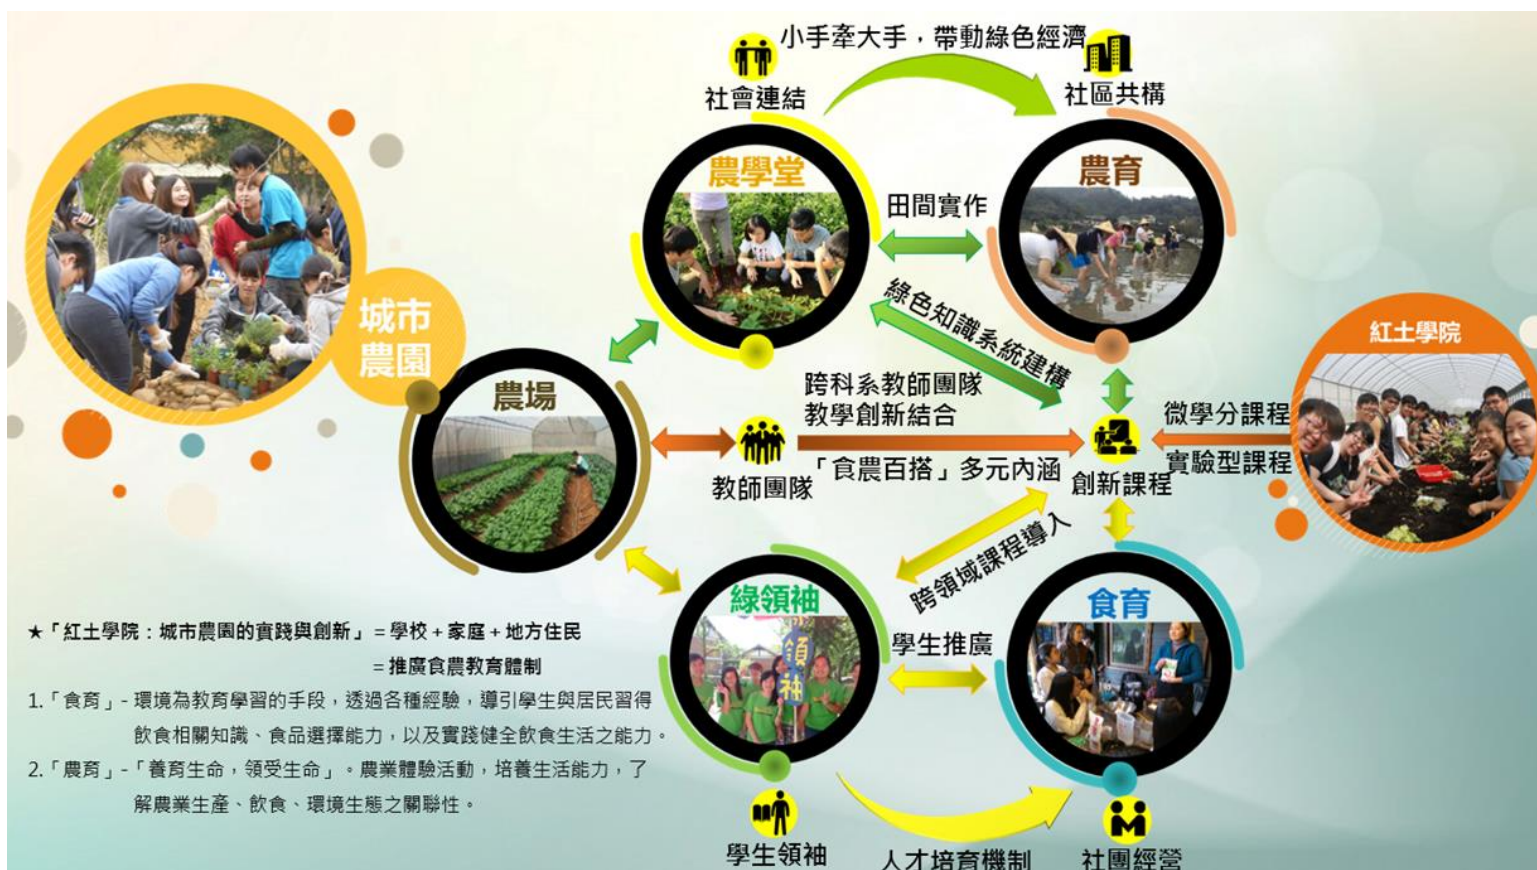 小手牽大手，帶動綠色經濟
社會連結
社區共構
農學堂
農育
田間實作
城市
農園
綠色知識系統建構
紅土學院
農場
跨科系教師團隊
教學創新結合
微學分課程
「食農百搭」多元內涵
實驗型課程
教師團隊
創新課程
跨領域課程導入
綠領袖
食育
領
袖
學生推廣
★「紅土學院：城市農園的實踐與創新」＝學校＋家庭＋地方住民
＝推廣食農教育體制
1.「食育」- 環境為教育學習的手段，透過各種經驗，導引學生與居民習得
飲食相關知識、食品選擇能力，以及實踐健全飲食生活之能力。
2.「農育」-「養育生命，領受生命」。農業體驗活動，培養生活能力，了
解農業生產、飲食、環境生態之關聯性。
學生領袖
人才培育機制
社團經營